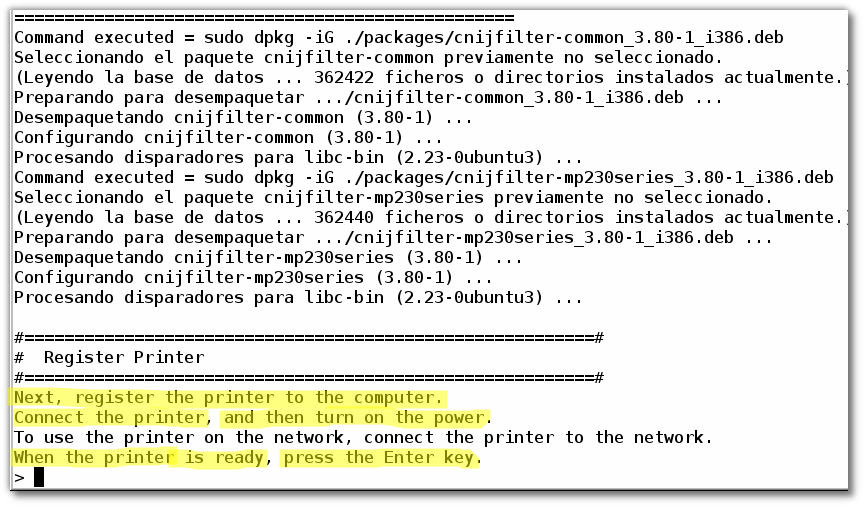 ==================================================
Command executed = sudo dpkg -iG ./packages/cnijfilter-common_3.80-1_i386.deb
Seleccionando el paquete cnijfilter-common previamente no seleccionado.
(Leyendo la base de datos ... 362422 ficheros o directorios instalados actualmente.)
Preparando para desempaquetar .../cnijfilter-common_3.80-1_i386.deb ...
Desempaquetando cnijfilter-common (3.80-1) ...
Configurando cnijfilter-common (3.80-1) ...
Procesando disparadores para libc-bin (2.23-0ubuntu3) ...
Command executed = sudo dpkg -iG ./packages/cnijfilter-mp230series_3.80-1_i386.deb
Seleccionando el paquete cnijfilter-mp230series previamente no seleccionado.
(Leyendo la base de datos ... 362440 ficheros o directorios instalados actualmente.)
Preparando para desempaquetar .../cnijfilter-mp230series_3.80-1_i386.deb ...
Desempaquetando cnijfilter-mp230series (3.80-1) ...
Configurando cnijfilter-mp230series (3.80-1) ...
Procesando disparadores para libc-bin (2.23-0ubuntu3) ...
#=========================================================#
#  Register Printer
#=========================================================#
Next, register the printer to the computer.
Connect the printer, and then turn on the power.
To use the printer on the network, connect the printer to the network.
When the printer is ready, press the Enter key.
>